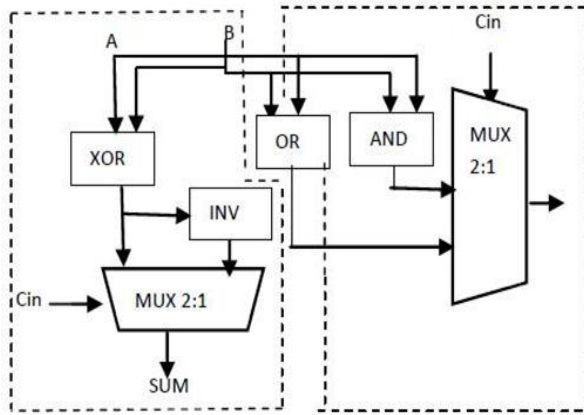 A
B
Cin
XOR
OR
AND
MUX
2:1
INV
Cin
MUX 2:1
SUM